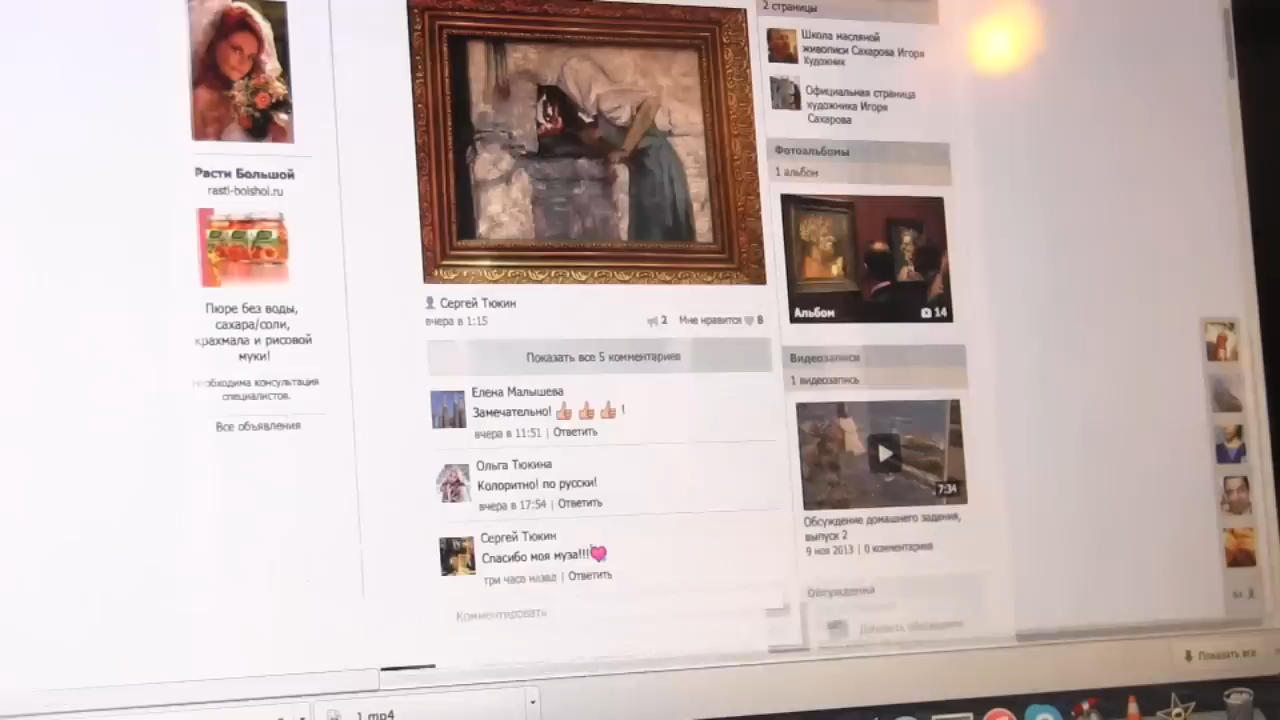 Расти Большой
rasti-bolshoi.ru
Пюре без воды,
сахара/соли,
крахмала и рисовой
муки!
необходима консультация
специалистов.
Все объявления
Сергей Тюкин
вчера в 1:15
2 Мне нравится 8
Показать все 5 комментариев
Елена Малышева
Замечательно! 👍 👍 👍 !
вчера в 11:51 | Ответить
Ольга Тюкина
Колоритно! по русски!
вчера в 17:54 | Ответить
Сергей Тюкин
Спасибо моя муза!!!💘
три часа назад | Ответить
Комментировать
2 страницы
Школа масляной
живописи Сахарова Игоря
Художник
Официальная страница
художника Игоря
Сахарова
Фотоальбомы
1 альбом
Альбом 14
Видеозаписи
1 видеозапись
7:34
Обсуждение домашнего задания,
выпуск 2
9 ноя 2013 | 0 комментариев
Обсуждения
Добавить обсуждение
Показать все
1.mp4